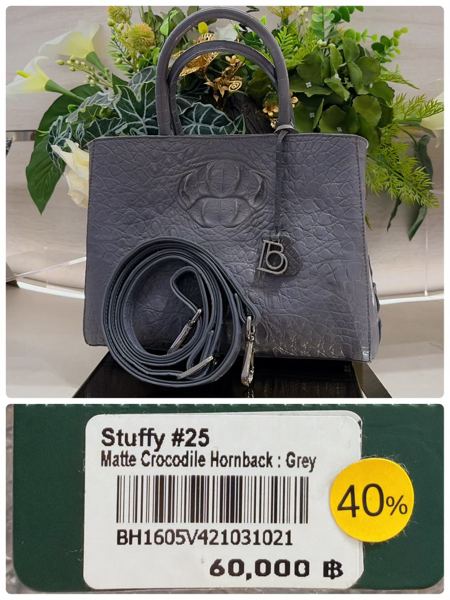 B
Stuffy #25
Matte Crocodile Hornback : Grey
40%
BH1605V421031021
60,000 ฿